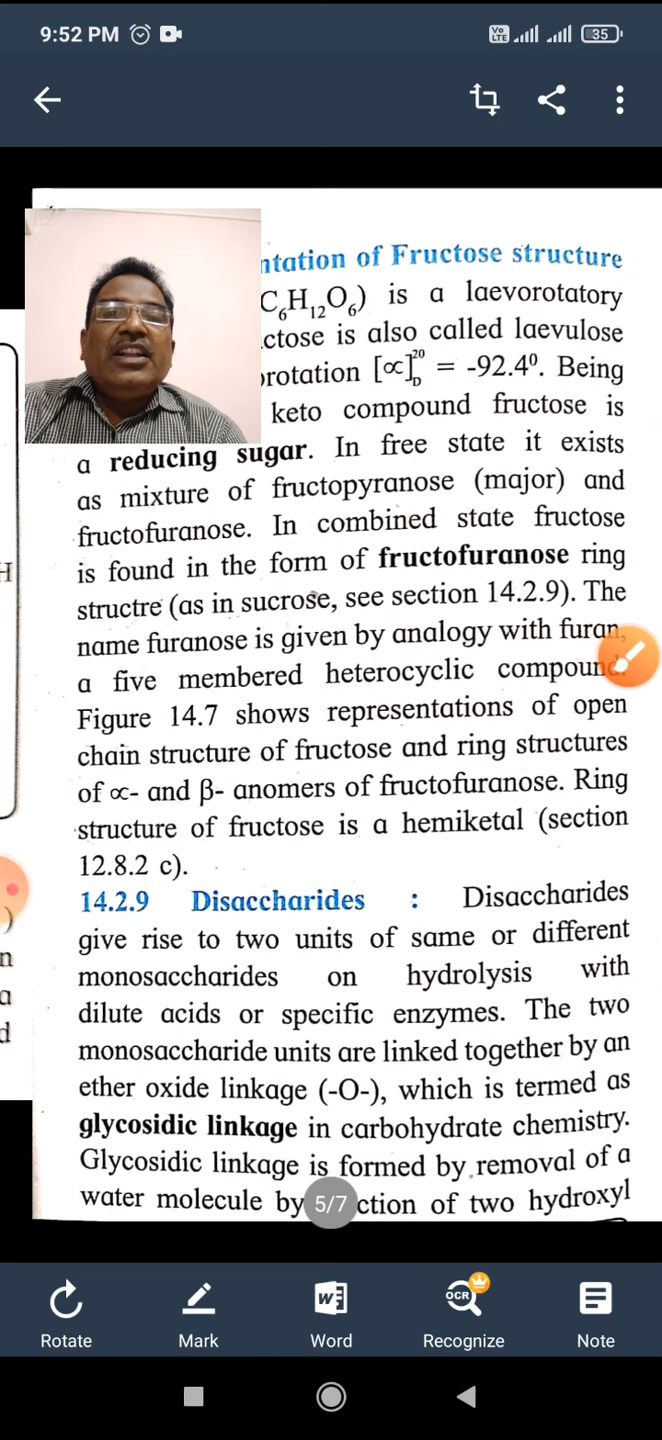 9:52 PM
Vo LTE
35
ntation of Fructose structure
C₆H₁₂O₆) is a laevorotatory
ctose is also called laevulose
rotation [∝]²⁰D = -92.4⁰. Being
keto compound fructose is
a reducing sugar. In free state it exists
as mixture of fructopyranose (major) and
fructofuranose. In combined state fructose
is found in the form of fructofuranose ring
structre (as in sucrose, see section 14.2.9). The
name furanose is given by analogy with furan,
a five membered heterocyclic compound.
Figure 14.7 shows representations of open
chain structure of fructose and ring structures
of ∝- and β- anomers of fructofuranose. Ring
structure of fructose is a hemiketal (section
12.8.2 c).
14.2.9 Disaccharides : Disaccharides
give rise to two units of same or different
monosaccharides on hydrolysis with
dilute acids or specific enzymes. The two
monosaccharide units are linked together by an
ether oxide linkage (-O-), which is termed as
glycosidic linkage in carbohydrate chemistry.
Glycosidic linkage is formed by removal of a
water molecule by ction of two hydroxyl
5/7
H
)
n
a
d
W
OCR
Rotate
Mark
Word
Recognize
Note